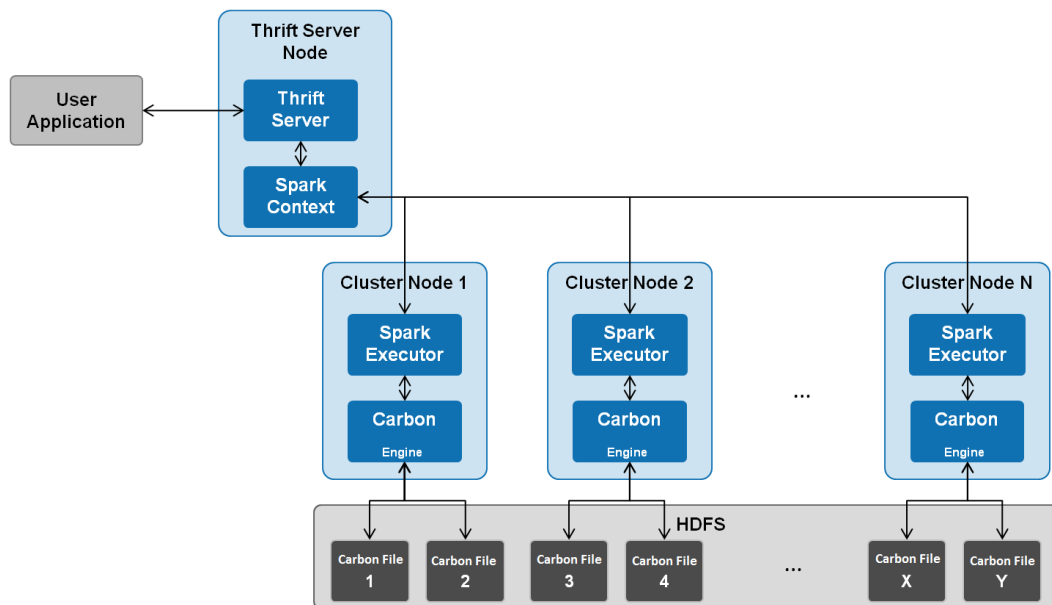 Thrift Server
Node
User
Application
Thrift
Server
Spark
Context
Cluster Node 1
Cluster Node 2
Cluster Node N
Spark
Executor
Spark
Executor
Spark
Executor
...
Carbon
Engine
Carbon
Engine
Carbon
Engine
HDFS
Carbon File
1
Carbon File
2
Carbon File
3
Carbon File
4
...
Carbon File
X
Carbon File
Y